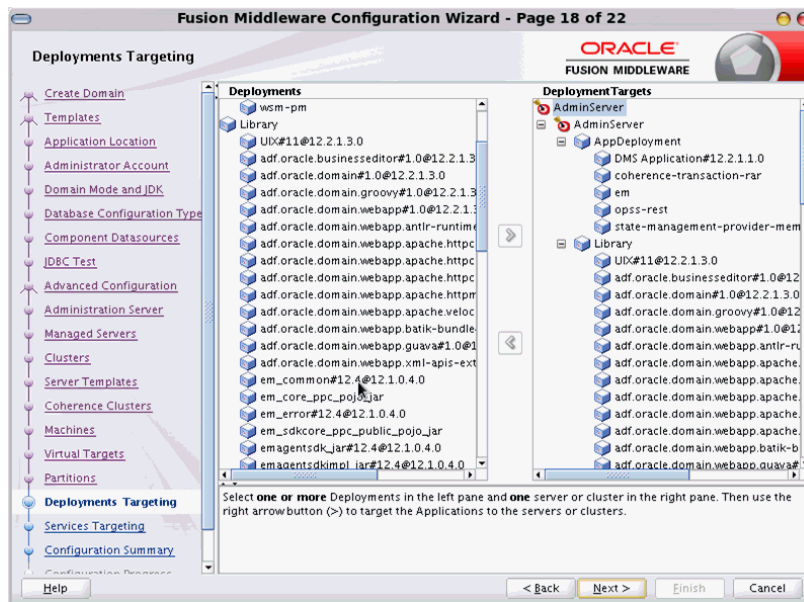 Fusion Middleware Configuration Wizard - Page 18 of 22
Deployments Targeting
ORACLE
FUSION MIDDLEWARE
Create Domain
Templates
Application Location
Administrator Account
Domain Mode and JDK
Database Configuration Type
Component Datasources
JDBC Test
Advanced Configuration
Administration Server
Managed Servers
Clusters
Server Templates
Coherence Clusters
Machines
Virtual Targets
Partitions
Deployments Targeting
Services Targeting
Configuration Summary
Configuration Progress
Deployments
wsm-pm
Library
UIX#11@12.2.1.3.0
adf.oracle.businesseditor#1.0@12.2.1.3
adf.oracle.domain#1.0@12.2.1.3.0
adf.oracle.domain.groovy#1.0@12.2.1.3
adf.oracle.domain.webapp#1.0@12.2.1.
adf.oracle.domain.webapp.antlr-runtime
adf.oracle.domain.webapp.apache.httpc
adf.oracle.domain.webapp.apache.httpc
adf.oracle.domain.webapp.apache.httpc
adf.oracle.domain.webapp.apache.httpm
adf.oracle.domain.webapp.apache.veloc
adf.oracle.domain.webapp.batik-bundle
adf.oracle.domain.webapp.guava#1.0@1
adf.oracle.domain.webapp.xml-apis-ext
em_common#12.4@12.1.0.4.0
em_core_ppc_pojo_jar
em_error#12.4@12.1.0.4.0
em_sdkcore_ppc_public_pojo_jar
emagentsdk_jar#12.4@12.1.0.4.0
emagentsdkimpl_jar#12.4@12.1.0.4.0
Deployment Targets
AdminServer
AdminServer
AppDeployment
DMS Application#12.2.1.1.0
coherence-transaction-rar
em
opss-rest
state-management-provider-mem
Library
UIX#11@12.2.1.3.0
adf.oracle.businesseditor#1.0@12
adf.oracle.domain#1.0@12.2.1.3.0
adf.oracle.domain.groovy#1.0@12
adf.oracle.domain.webapp#1.0@12
adf.oracle.domain.webapp.antlr-ru
adf.oracle.domain.webapp.apache.
adf.oracle.domain.webapp.apache.
adf.oracle.domain.webapp.apache.
adf.oracle.domain.webapp.apache.
adf.oracle.domain.webapp.apache.
adf.oracle.domain.webapp.batik-b
adf.oracle.domain.webapp.guava#
Select one or more Deployments in the left pane and one server or cluster in the right pane. Then use the
right arrow button (>) to target the Applications to the servers or clusters.
Help
< Back
Next >
Finish
Cancel